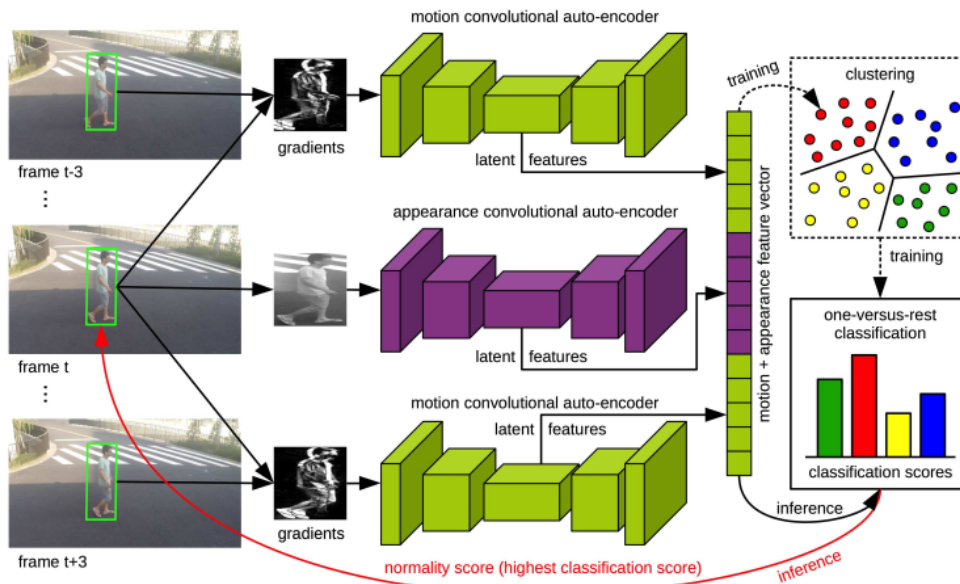 motion convolutional auto-encoder
training
clustering
gradients
latent features
frame t-3
...
appearance convolutional auto-encoder
motion + appearance feature vector
training
one-versus-rest
classification
latent features
frame t
...
motion convolutional auto-encoder
latent features
classification scores
gradients
inference
frame t+3
normality score (highest classification score)
inference